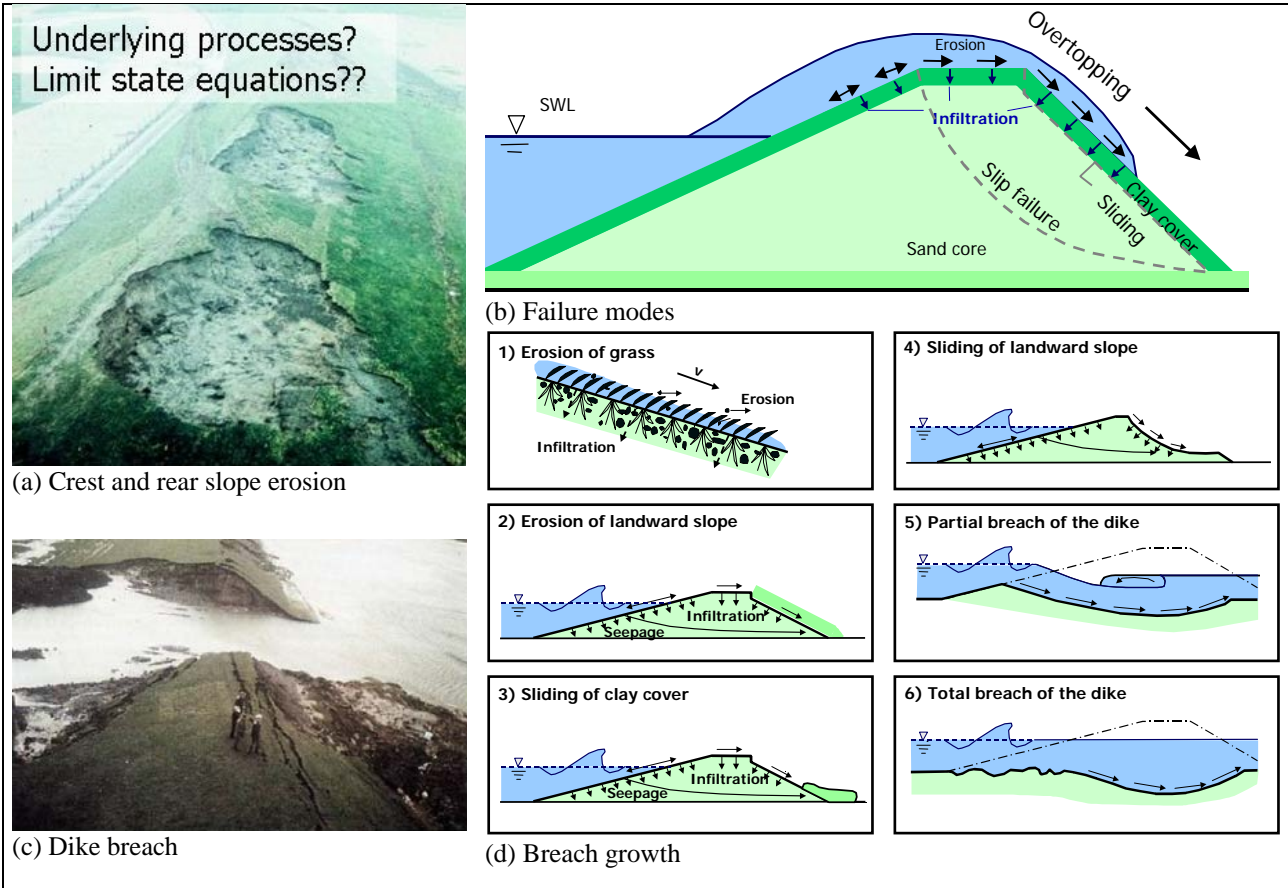 Underlying processes?
Limit state equations??
(a) Crest and rear slope erosion
SWL
Erosion
Overtopping
Infiltration
Slip failure
Sliding
Clay cover
Sand core
(b) Failure modes
(c) Dike breach
1) Erosion of grass
v
Erosion
Infiltration
2) Erosion of landward slope
Infiltration
Seepage
3) Sliding of clay cover
Infiltration
Seepage
4) Sliding of landward slope
5) Partial breach of the dike
6) Total breach of the dike
(d) Breach growth